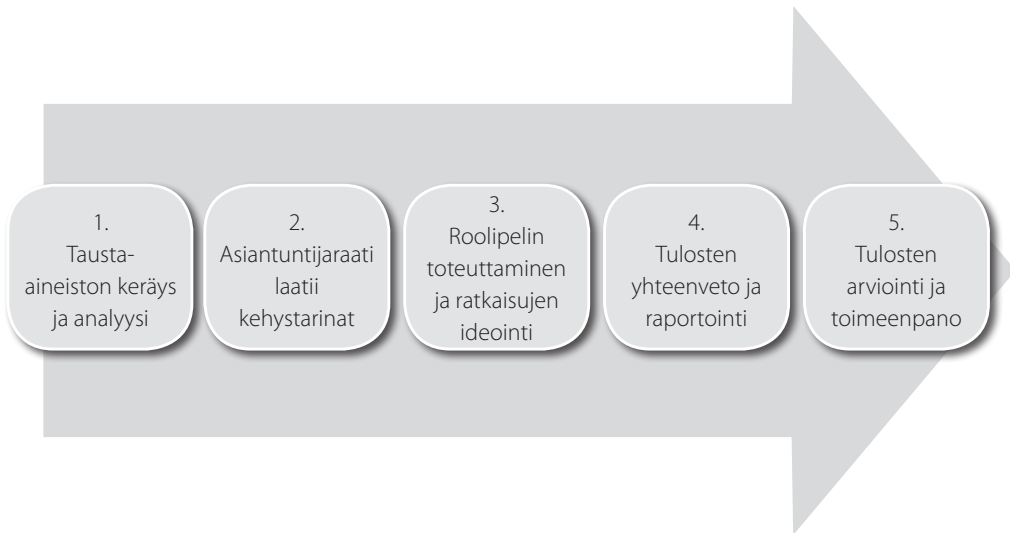 1.
Tausta-
aineiston keräys
ja analyysi
2.
Asiantuntijaraati
laatii
kehystarinat
3.
Roolipelin
toteuttaminen
ja ratkaisujen
ideointi
4.
Tulosten
yhteenveto ja
raportointi
5.
Tulosten
arviointi ja
toimeenpano